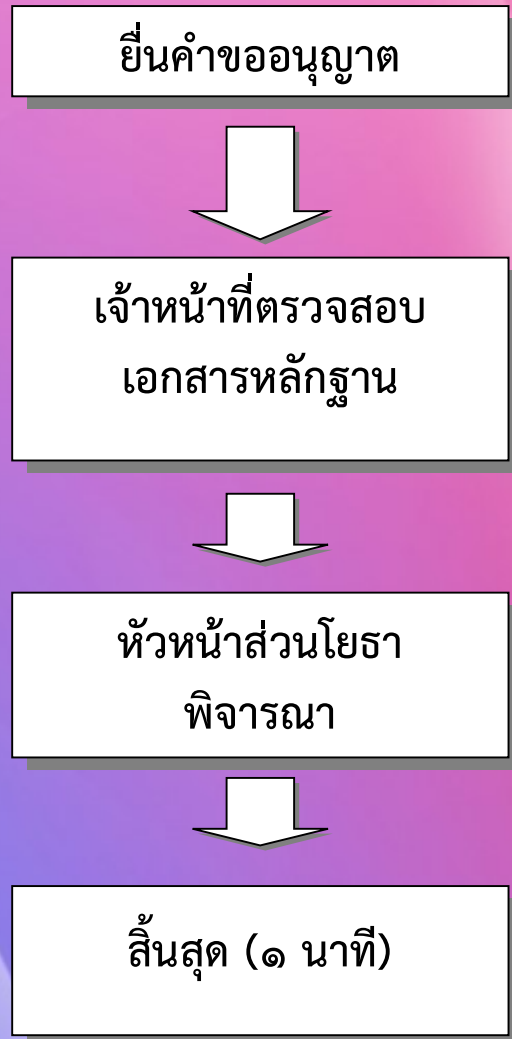 ยื่นคำขออนุญาต
เจ้าหน้าที่ตรวจสอบ
เอกสารหลักฐาน
หัวหน้าส่วนโยธา
พิจารณา
สิ้นสุด (๑ นาที)